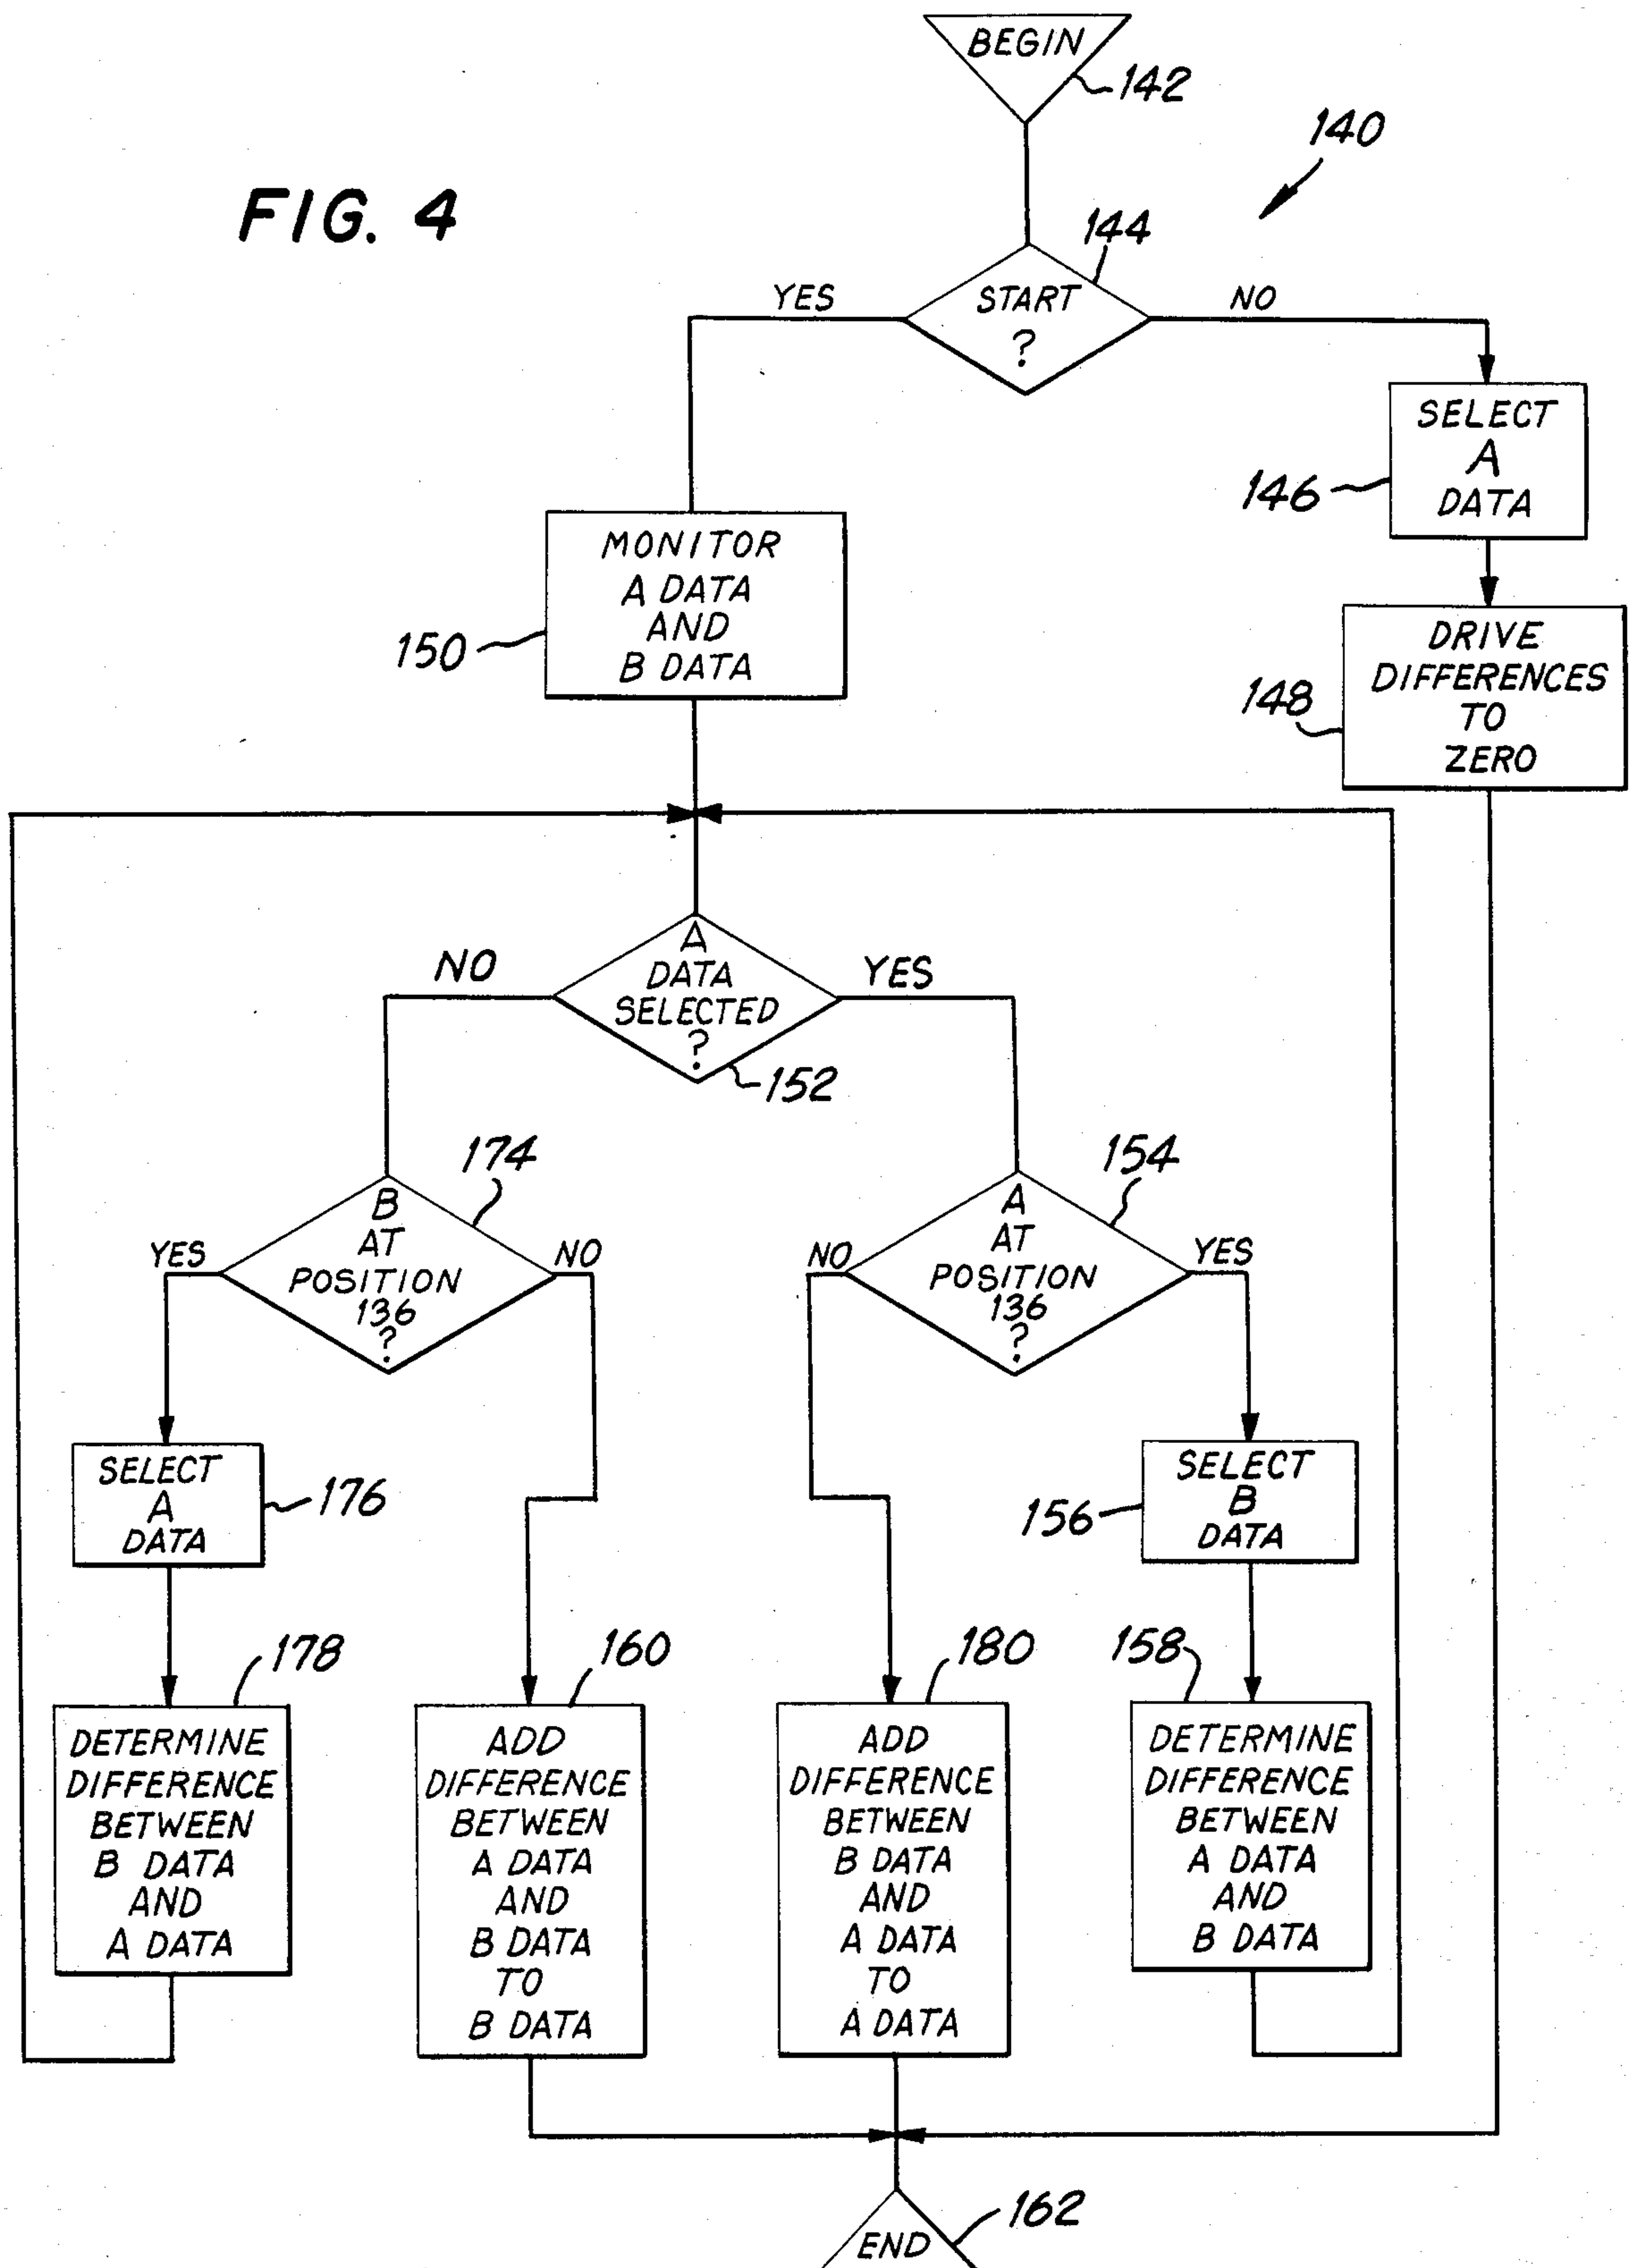 BEGIN
142
140
FIG. 4
144
START
?
YES
NO
SELECT
A
DATA
146
MONITOR
A DATA
AND
B DATA
150
DRIVE
DIFFERENCES
TO
ZERO
148
A
DATA
SELECTED
?
NO
YES
152
174
B
AT
POSITION
136
?
YES
NO
154
A
AT
POSITION
136
?
NO
YES
SELECT
A
DATA
176
SELECT
B
DATA
156
178
DETERMINE
DIFFERENCE
BETWEEN
B DATA
AND
A DATA
160
ADD
DIFFERENCE
BETWEEN
A DATA
AND
B DATA
TO
B DATA
180
ADD
DIFFERENCE
BETWEEN
B DATA
AND
A DATA
TO
A DATA
158
DETERMINE
DIFFERENCE
BETWEEN
A DATA
AND
B DATA
162
END